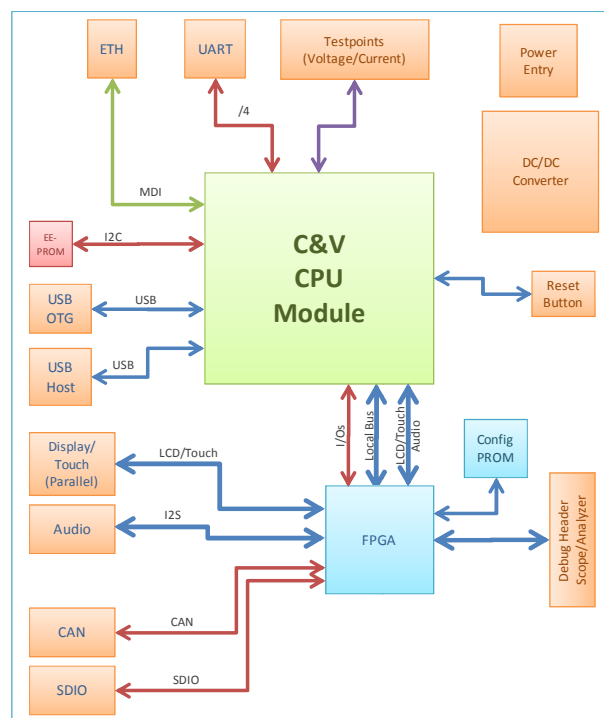 ETH
UART
Testpoints
(Voltage/Current)
Power
Entry
/4
DC/DC
Converter
MDI
C&V
CPU
Module
EE-
PROM
I2C
USB
OTG
USB
Reset
Button
USB
Host
USB
I/Os
Local Bus
LCD/Touch
Audio
Display/
Touch
(Parallel)
LCD/Touch
Config
PROM
Audio
I2S
FPGA
Debug Header
Scope/Analyzer
CAN
CAN
SDIO
SDIO